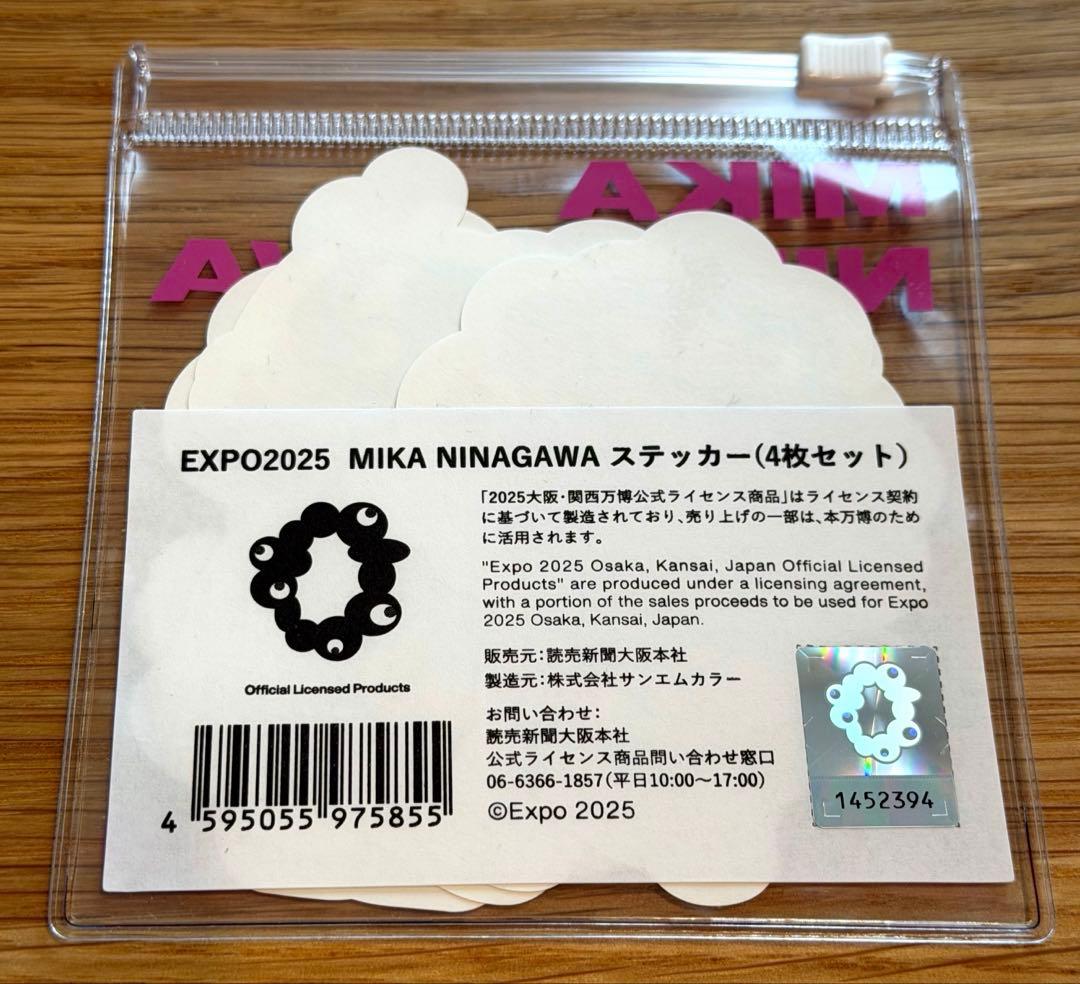 MIKA
EXPO2025 MIKA NINAGAWA ステッカー(4枚セット)
「2025大阪・関西万博公式ライセンス商品」はライセンス契約
に基づいて製造されており、売り上げの一部は、本万博のため
に活用されます。
"Expo 2025 Osaka, Kansai, Japan Official Licensed
Products" are produced under a licensing agreement,
with a portion of the sales proceeds to be used for Expo
2025 Osaka, Kansai, Japan.
Official Licensed Products
販売元:読売新聞大阪本社
製造元:株式会社サンエムカラー
お問い合わせ:
読売新聞大阪本社
公式ライセンス商品問い合わせ窓口
06-6366-1857(平日10:00〜17:00)
©Expo 2025
4 595055 975855
1452394